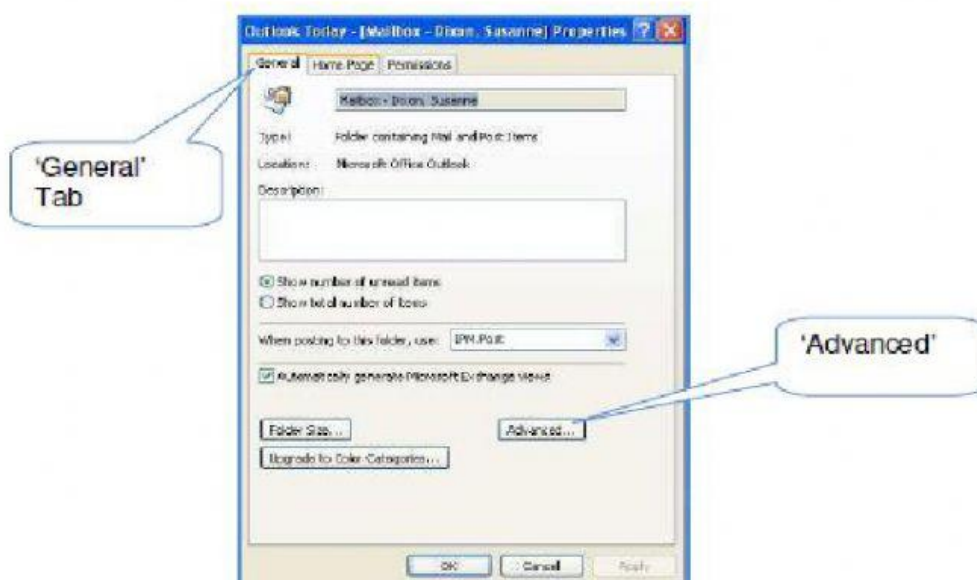 Outlook Today - [Mailbox - Dixon, Susanne] Properties
General Home Page Permissions
Mailbox - Dixon, Susanne
'General'
Tab
Type: Folder containing Mail and Post Items
Location: Microsoft Office Outlook
Description:
Show number of unread items
Show total number of items
When posting to this folder, use: IPM.Post
'Advanced'
Automatically generate Microsoft Exchange views
Folder Size... Advanced...
Upgrade to Color Categories...
OK Cancel Apply